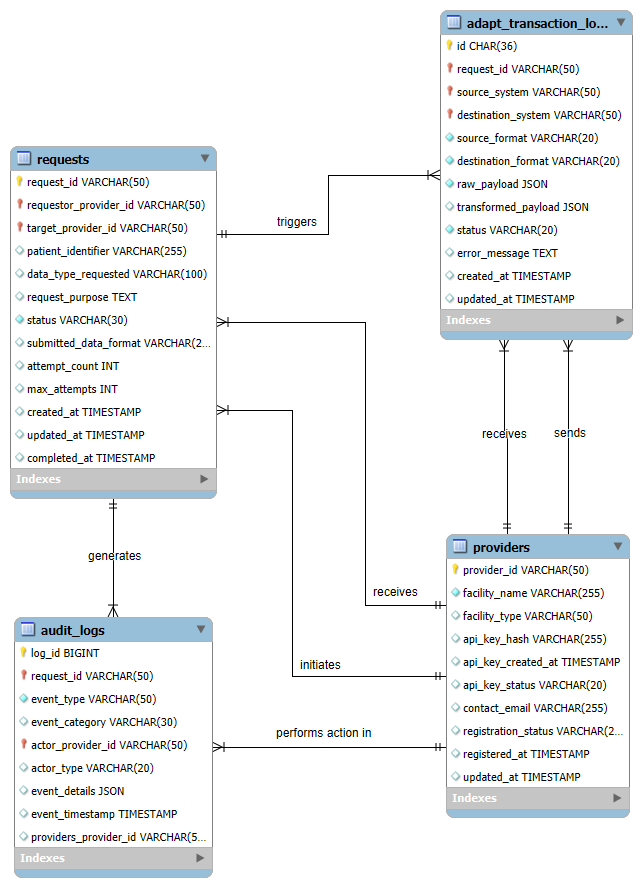 adapt_transaction_lo...
id CHAR(36)
request_id VARCHAR(50)
source_system VARCHAR(50)
destination_system VARCHAR(50)
source_format VARCHAR(20)
destination_format VARCHAR(20)
raw_payload JSON
transformed_payload JSON
status VARCHAR(20)
error_message TEXT
created_at TIMESTAMP
updated_at TIMESTAMP
Indexes
requests
request_id VARCHAR(50)
requestor_provider_id VARCHAR(50)
target_provider_id VARCHAR(50)
patient_identifier VARCHAR(255)
data_type_requested VARCHAR(100)
request_purpose TEXT
status VARCHAR(30)
submitted_data_format VARCHAR(2...
attempt_count INT
max_attempts INT
created_at TIMESTAMP
updated_at TIMESTAMP
completed_at TIMESTAMP
Indexes
triggers
receives
sends
generates
receives
initiates
performs action in
providers
provider_id VARCHAR(50)
facility_name VARCHAR(255)
facility_type VARCHAR(50)
api_key_hash VARCHAR(255)
api_key_created_at TIMESTAMP
api_key_status VARCHAR(20)
contact_email VARCHAR(255)
registration_status VARCHAR(2...
registered_at TIMESTAMP
updated_at TIMESTAMP
Indexes
audit_logs
log_id BIGINT
request_id VARCHAR(50)
event_type VARCHAR(50)
event_category VARCHAR(30)
actor_provider_id VARCHAR(50)
actor_type VARCHAR(20)
event_details JSON
event_timestamp TIMESTAMP
providers_provider_id VARCHAR(5...
Indexes